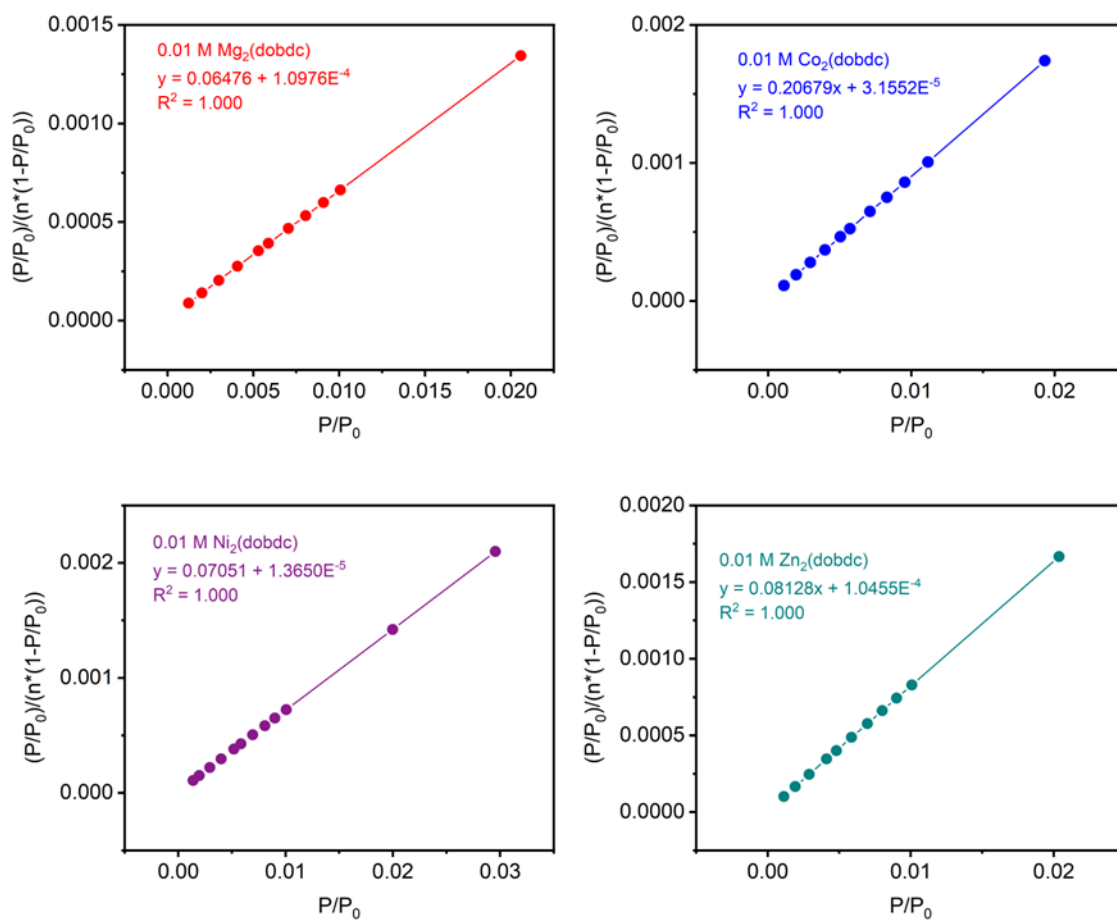 0.0015
0.01 M Mg₂(dobdc)
y = 0.06476 + 1.0976E⁻⁴
R² = 1.000
0.0010
0.0005
0.0000
(P/P₀)/(n*(1-P/P₀))
0.000 0.005 0.010 0.015 0.020
P/P₀
0.002
0.01 M Co₂(dobdc)
y = 0.20679x + 3.1552E⁻⁵
R² = 1.000
0.001
0.000
(P/P₀)/(n*(1-P/P₀))
0.00 0.01 0.02
P/P₀
0.01 M Ni₂(dobdc)
y = 0.07051 + 1.3650E⁻⁵
R² = 1.000
0.002
0.001
0.000
(P/P₀)/(n*(1-P/P₀))
0.00 0.01 0.02 0.03
P/P₀
0.0020
0.01 M Zn₂(dobdc)
y = 0.08128x + 1.0455E⁻⁴
R² = 1.000
0.0015
0.0010
0.0005
0.0000
(P/P₀)/(n*(1-P/P₀))
0.00 0.01 0.02
P/P₀